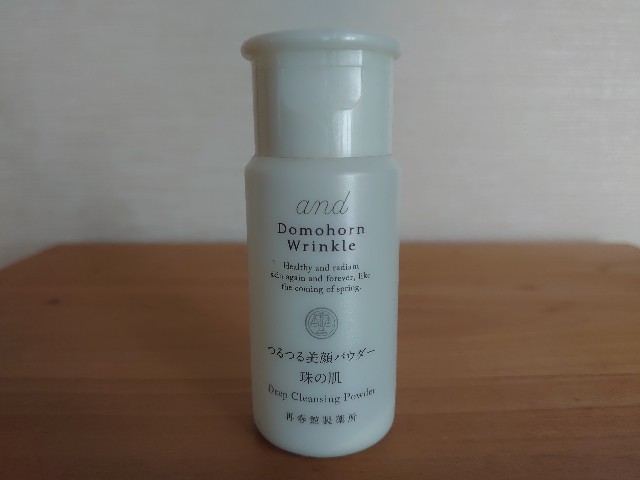 and
Domohorn
Wrinkle
Healthy and radiant
skin again and forever, like
the coming of spring.
つるつる美顔パウダー
珠の肌
Deep Cleansing Powder
再春館製薬所